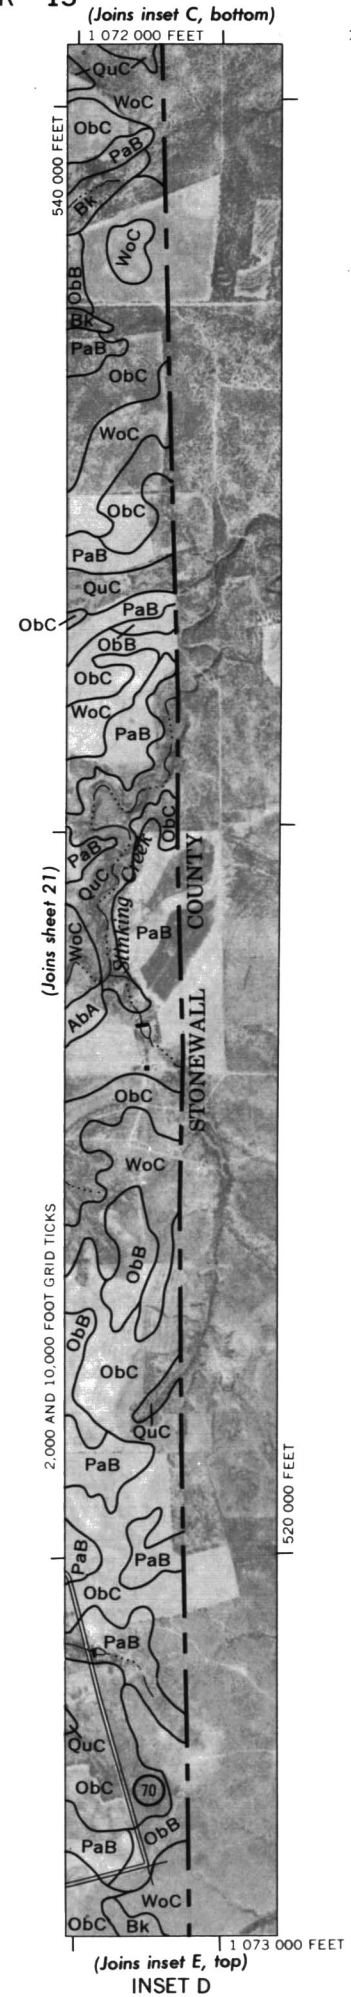 (Joins inset C, bottom)
1 072 000 FEET
QuC
WoC
ObC
PaB
540 000 FEET
Bk
WoC
ObB
Bk
PaB
ObC
WoC
ObC
PaB
QuC
PaB
ObC
ObB
ObC
WoC
PaB
ObC
PaB
QuC
Stinking Creek
STONEWALL COUNTY
PaB
WoC
(Joins sheet 21)
AbA
ObC
WoC
ObB
ObB
2,000 AND 10,000 FOOT GRID TICKS
ObC
QuC
PaB
520 000 FEET
PaB
PaB
ObC
PaB
QuC
ObC
70
ObB
PaB
WoC
ObC
Bk
1 073 000 FEET
(Joins inset E, top)
INSET D